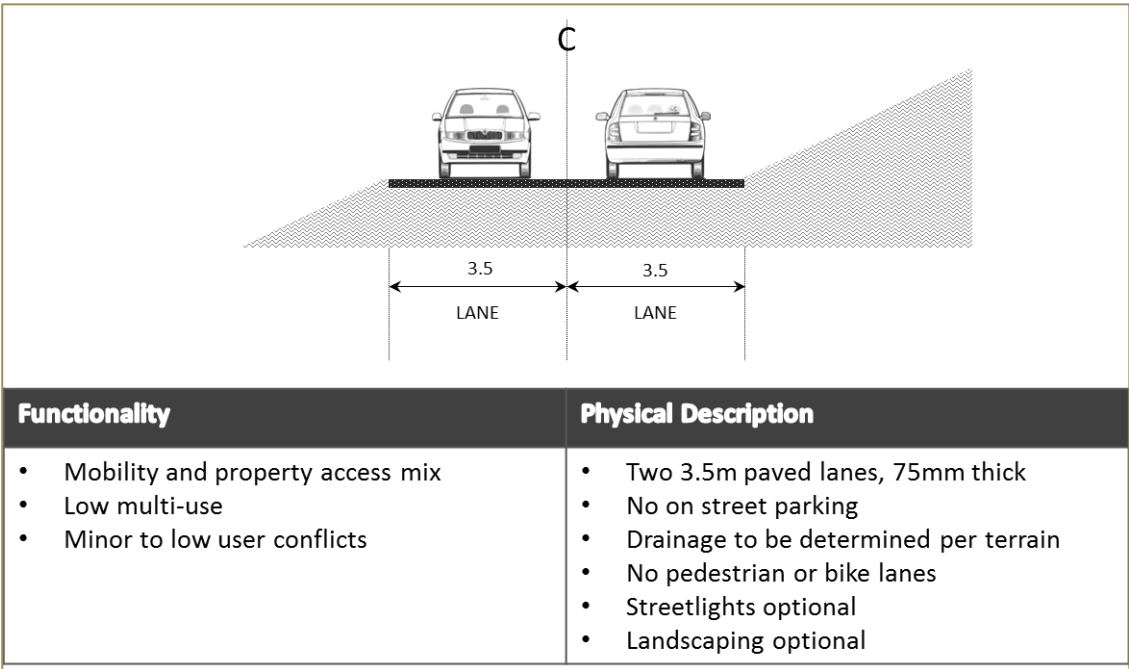 C
3.5
3.5
LANE
LANE
Functionality
Physical Description
• Mobility and property access mix
• Low multi-use
• Minor to low user conflicts
• Two 3.5m paved lanes, 75mm thick
• No on street parking
• Drainage to be determined per terrain
• No pedestrian or bike lanes
• Streetlights optional
• Landscaping optional